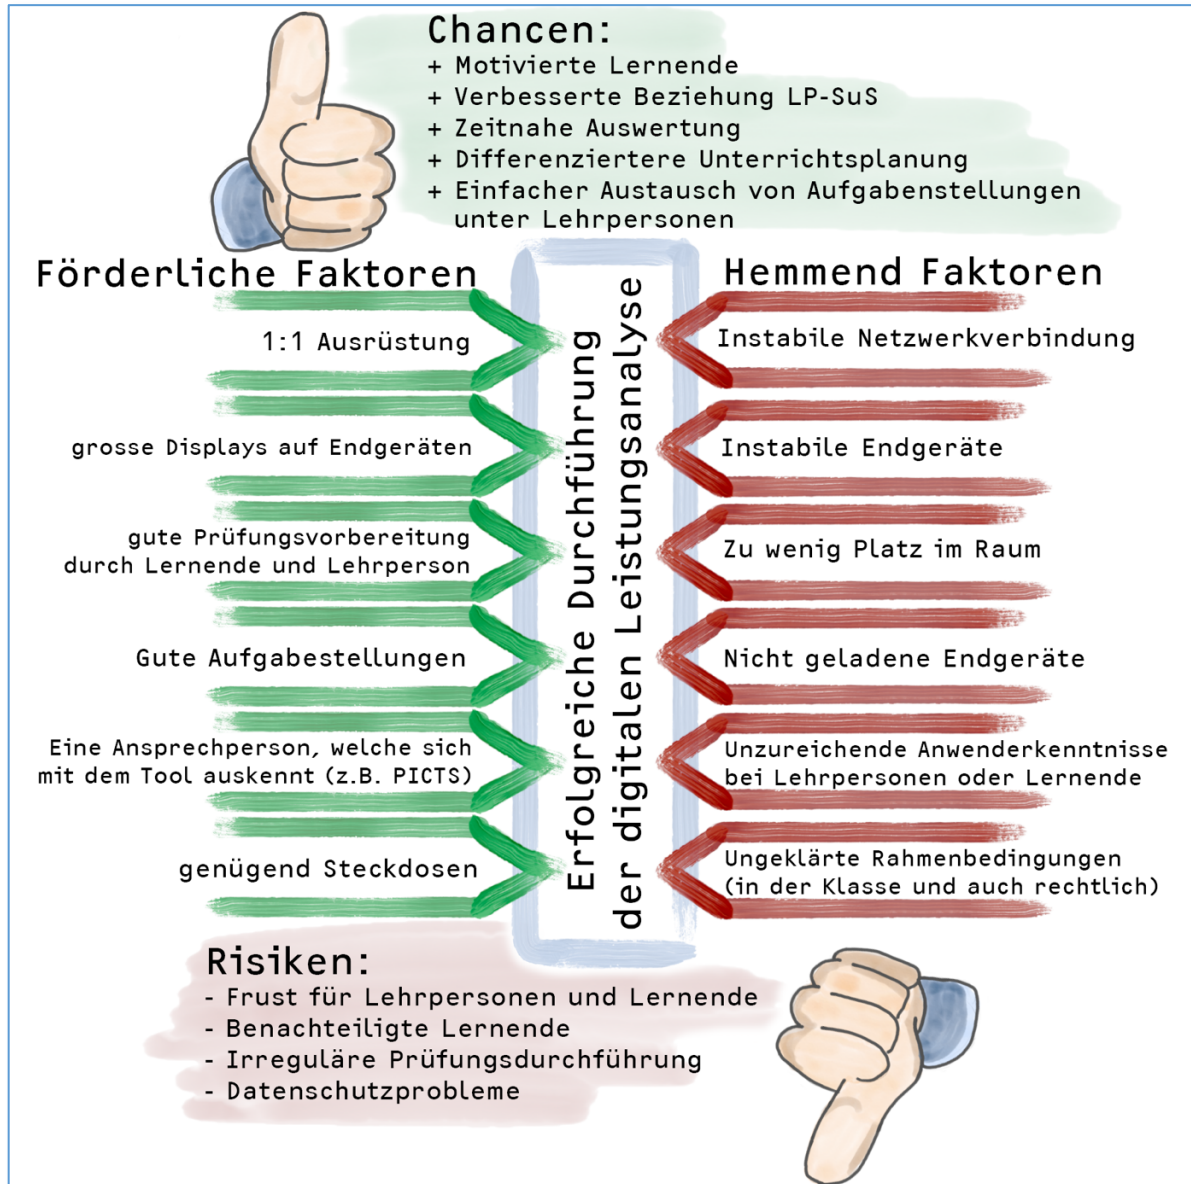 Chancen:
+ Motivierte Lernende
+ Verbesserte Beziehung LP-SuS
+ Zeitnahe Auswertung
+ Differenziertere Unterrichtsplanung
+ Einfacher Austausch von Aufgabenstellungen
unter Lehrpersonen
Förderliche Faktoren
1:1 Ausrüstung
grosse Displays auf Endgeräten
gute Prüfungsvorbereitung
durch Lernende und Lehrperson
Gute Aufgabestellungen
Eine Ansprechperson, welche sich
mit dem Tool auskennt (z.B. PICTS)
genügend Steckdosen
Erfolgreiche Durchführung
der digitalen Leistungsanalyse
Hemmend Faktoren
Instabile Netzwerkverbindung
Instabile Endgeräte
Zu wenig Platz im Raum
Nicht geladene Endgeräte
Unzureichende Anwenderkenntnisse
bei Lehrpersonen oder Lernende
Ungeklärte Rahmenbedingungen
(in der Klasse und auch rechtlich)
Risiken:
- Frust für Lehrpersonen und Lernende
- Benachteiligte Lernende
- Irreguläre Prüfungsdurchführung
- Datenschutzprobleme